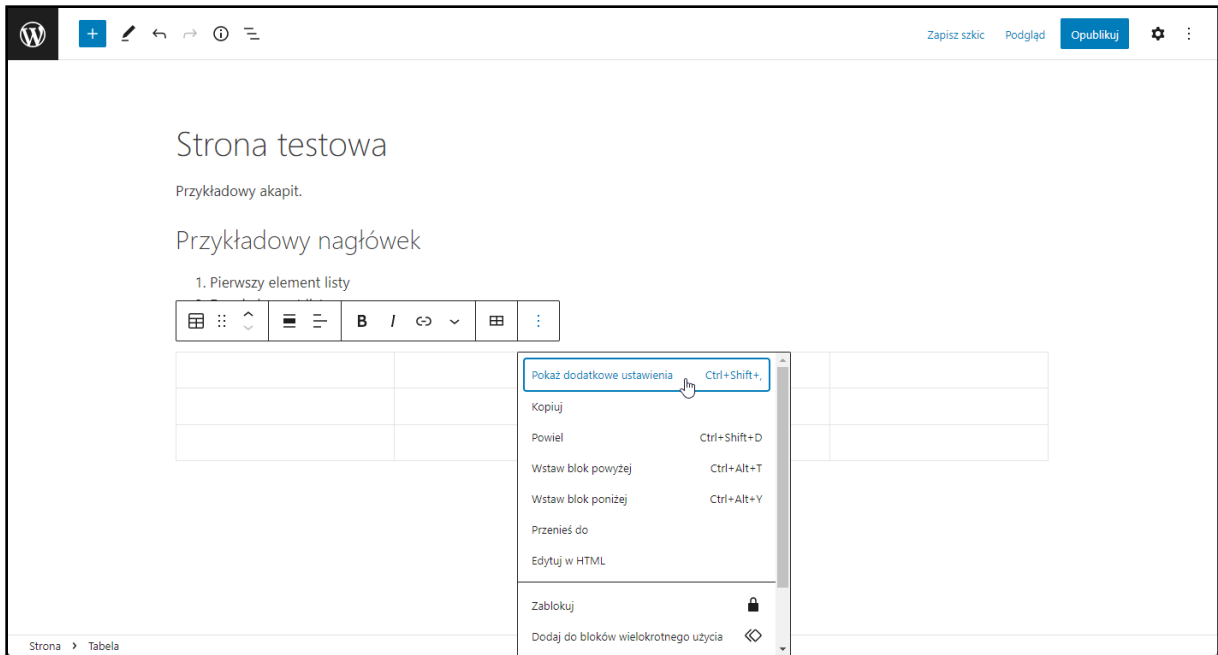 Zapisz szkic Podgląd Opublikuj
Strona testowa
Przykładowy akapit.
Przykładowy nagłówek
1. Pierwszy element listy
B I
Pokaż dodatkowe ustawienia Ctrl+Shift+,
Kopiuj
Powiel Ctrl+Shift+D
Wstaw blok powyżej Ctrl+Alt+T
Wstaw blok poniżej Ctrl+Alt+Y
Przenieś do
Edytuj w HTML
Zablokuj
Dodaj do bloków wielokrotnego użycia
Strona > Tabela